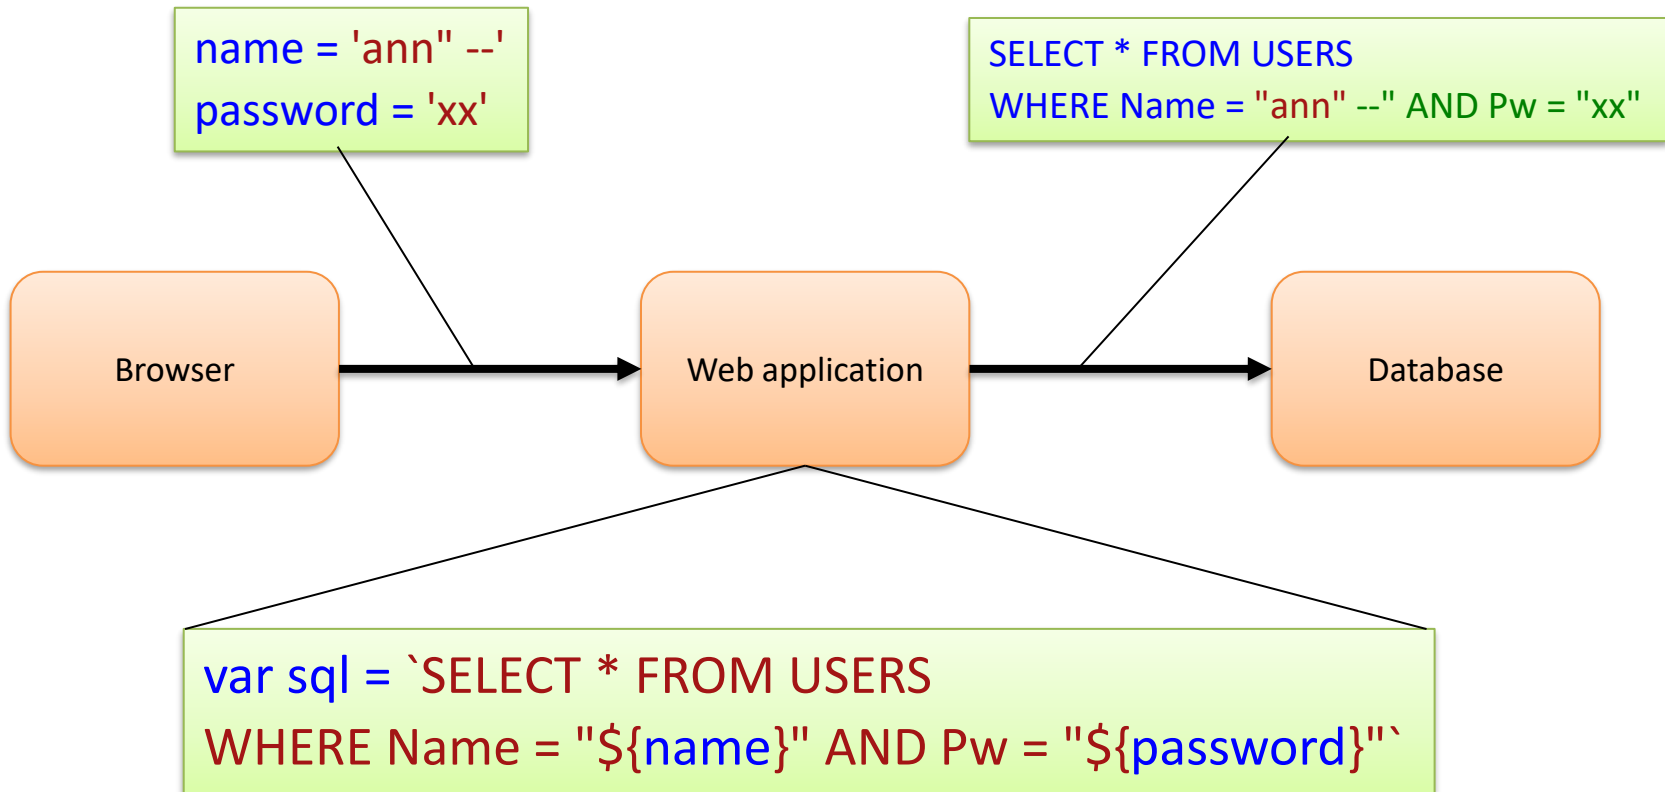 name = 'ann" --'
password = 'xx'
SELECT * FROM USERS
WHERE Name = "ann" --" AND Pw = "xx"
Browser
Web application
Database
var sql = `SELECT * FROM USERS
WHERE Name = "${name}" AND Pw = "${password}"`